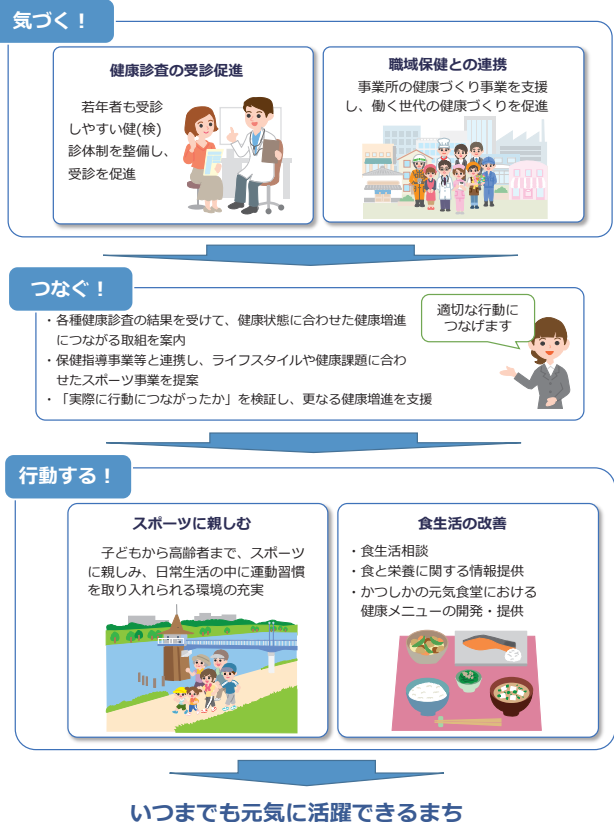 気づく！
健康診査の受診促進
若年者も受診
しやすい健(検)
診体制を整備し、
受診を促進
職域保健との連携
事業所の健康づくり事業を支援
し、働く世代の健康づくりを促進
つなぐ！
・各種健康診査の結果を受けて、健康状態に合わせた健康増進
につながる取組を案内
・保健指導事業等と連携し、ライフスタイルや健康課題に合わ
せたスポーツ事業を提案
・「実際に行動につながったか」を検証し、更なる健康増進を支援
適切な行動に
つなげます
行動する！
スポーツに親しむ
子どもから高齢者まで、スポーツ
に親しみ、日常生活の中に運動習慣
を取り入れられる環境の充実
食生活の改善
・食生活相談
・食と栄養に関する情報提供
・かつしかの元気食堂における
健康メニューの開発・提供
いつまでも元気に活躍できるまち